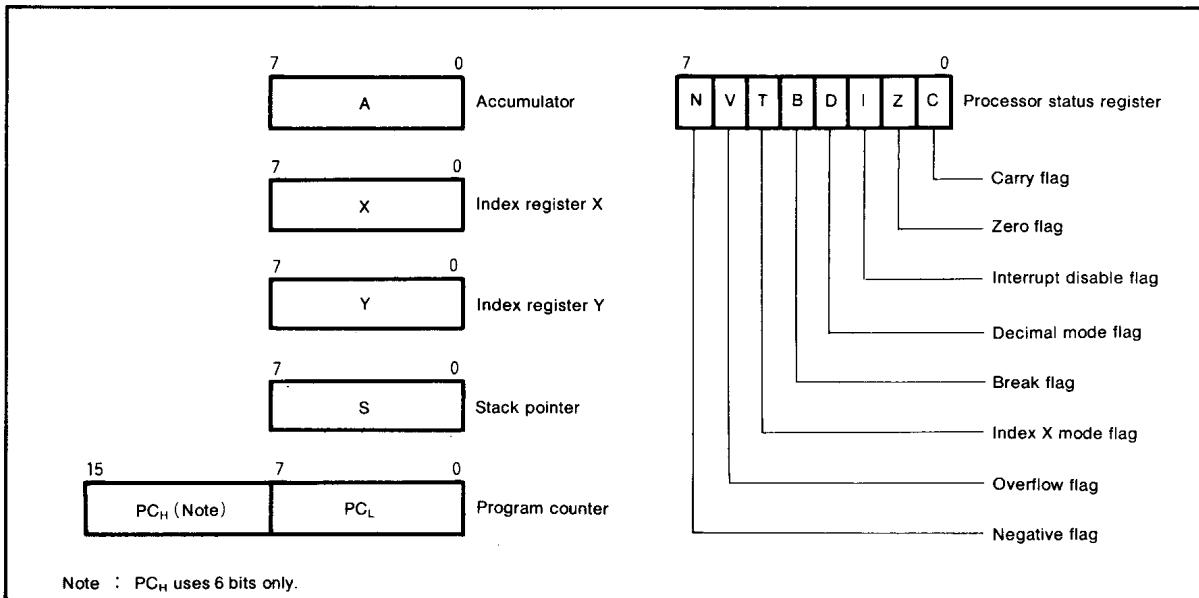 7 0
A Accumulator
7 0
X Index register X
7 0
Y Index register Y
7 0
S Stack pointer
15 7 0
PCH (Note) PCL Program counter
Note : PCH uses 6 bits only.
7 0
N V T B D I Z C Processor status register
Carry flag
Zero flag
Interrupt disable flag
Decimal mode flag
Break flag
Index X mode flag
Overflow flag
Negative flag